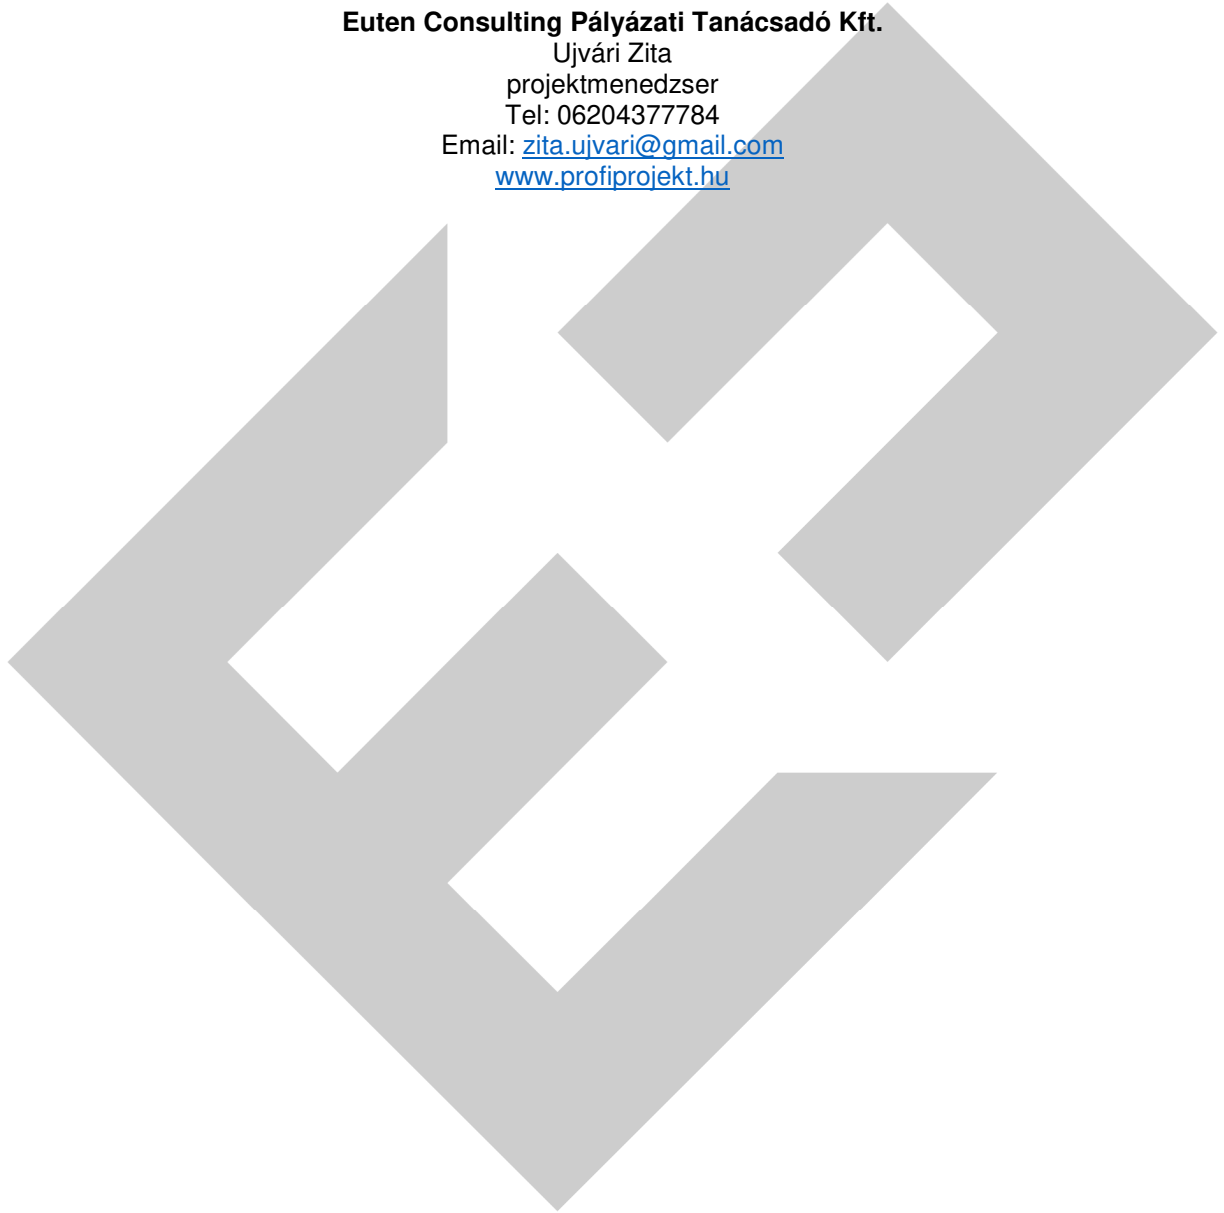 Euten Consulting Pályázati Tanácsadó Kft.
Ujvári Zita
projektmenedzser
Tel: 06204377784
Email: zita.ujvari@gmail.com
www.profiprojekt.hu